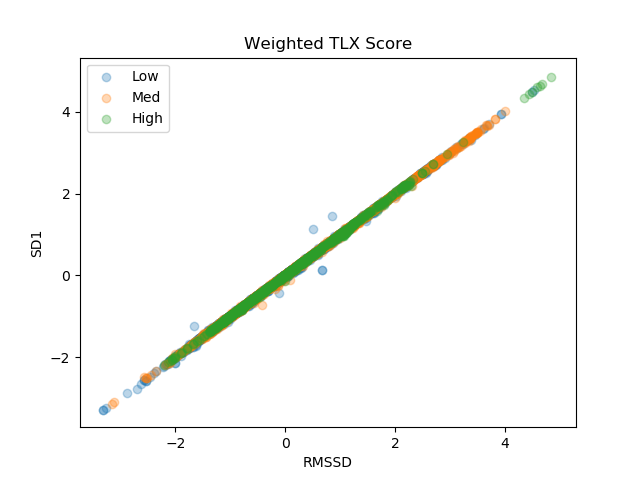 Weighted TLX Score
Low
Med
High
4
2
0
−2
SD1
−2
0
2
4
RMSSD